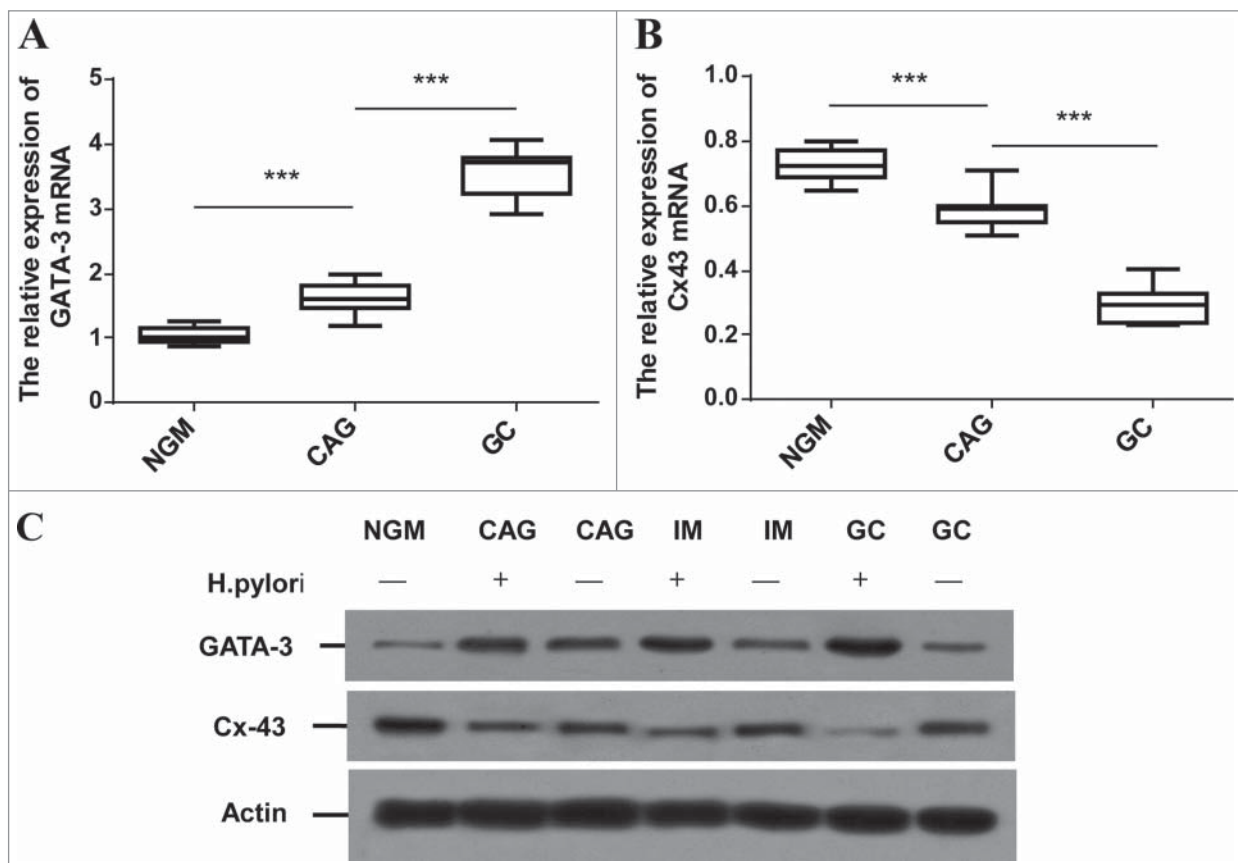 A
The relative expression of
GATA-3 mRNA
5
4
3
2
1
0
***
***
NGM
CAG
GC
B
The relative expression of
Cx43 mRNA
1.0
0.8
0.6
0.4
0.2
0.0
***
***
NGM
CAG
GC
C
NGM CAG CAG IM IM GC GC
H.pylori — + — + — + —
GATA-3
Cx-43
Actin